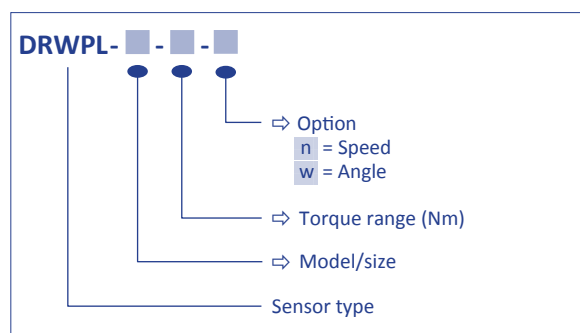 DRWPL- - -
⇨ Option
n = Speed
w = Angle
⇨ Torque range (Nm)
⇨ Model/size
Sensor type